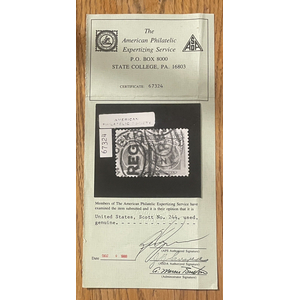 The
American Philatelic
Expertizing Service
P.O. BOX 8000
STATE COLLEGE, PA. 16803
CERTIFICATE 67324
67324
AMERICAN
REG
Members of The American Philatelic Expertizing Service have
examined the item submitted and it is their opinion that it is
United States, Scott No. 244, used,
genuine.
Date